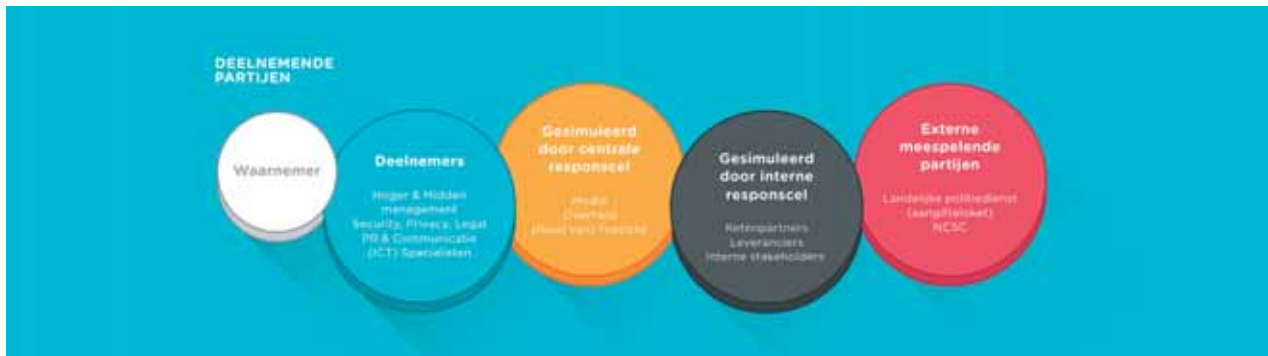 DEELNEMENDE
PARTIJEN
Waarnemer
Deelnemers
Hoger & Midden
management
Security, Privacy, Legal
PR & Communicatie
(ICT) Specialisten
Gesimuleerd
door centrale
responscel
Media
Overheid
Gesimuleerd
door interne
responscel
Ketenpartners
Leveranciers
Interne stakeholders
Externe
meespelende
partijen
Landelijke politiedienst
NCSC